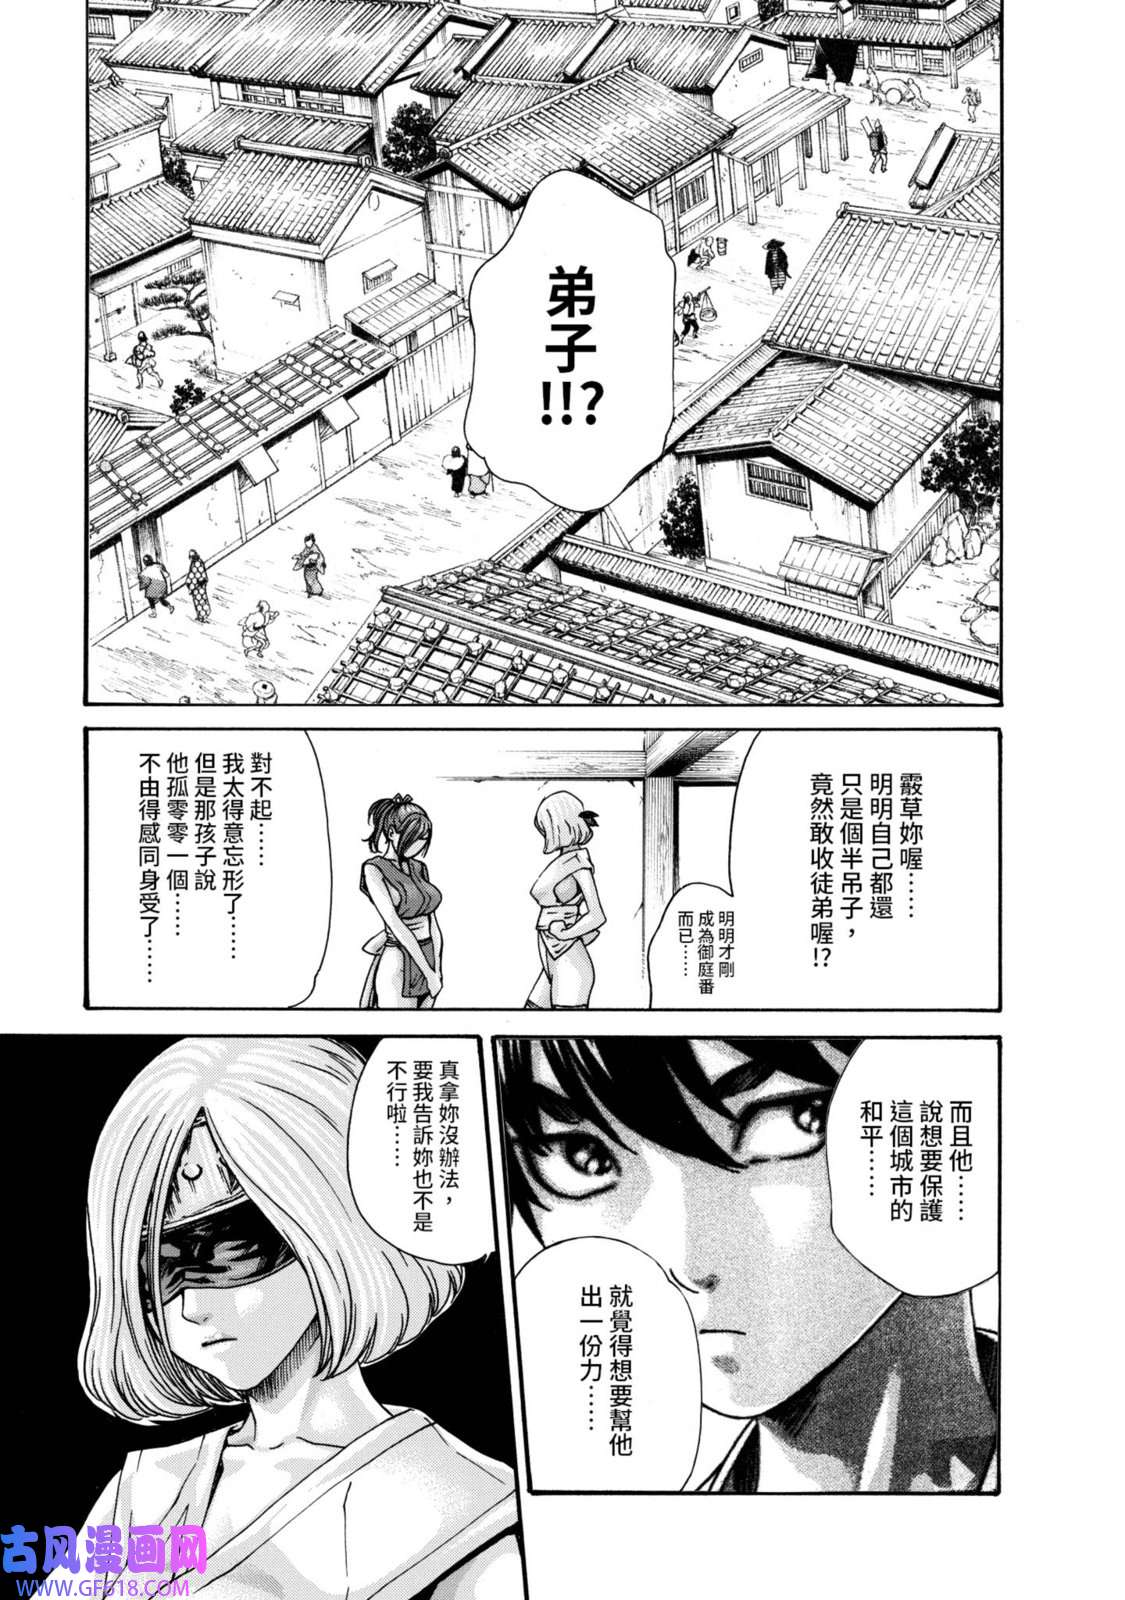 弟子!!?
霞草妳喔……
明明自己都還
只是個半吊子，
竟然敢收徒弟喔!?
明明才剛
成為御庭番
而已……
對不起……
我太得意忘形了……
但是那孩子說
他孤零零一個……
不由得感同身受了……
而且他……
說想要保護
這個城市的
和平……
就覺得想要幫他
出一份力……
真拿妳沒辦法，
要我告訴妳也不是
不行啦……
古风漫画网
WWW.GF618.COM